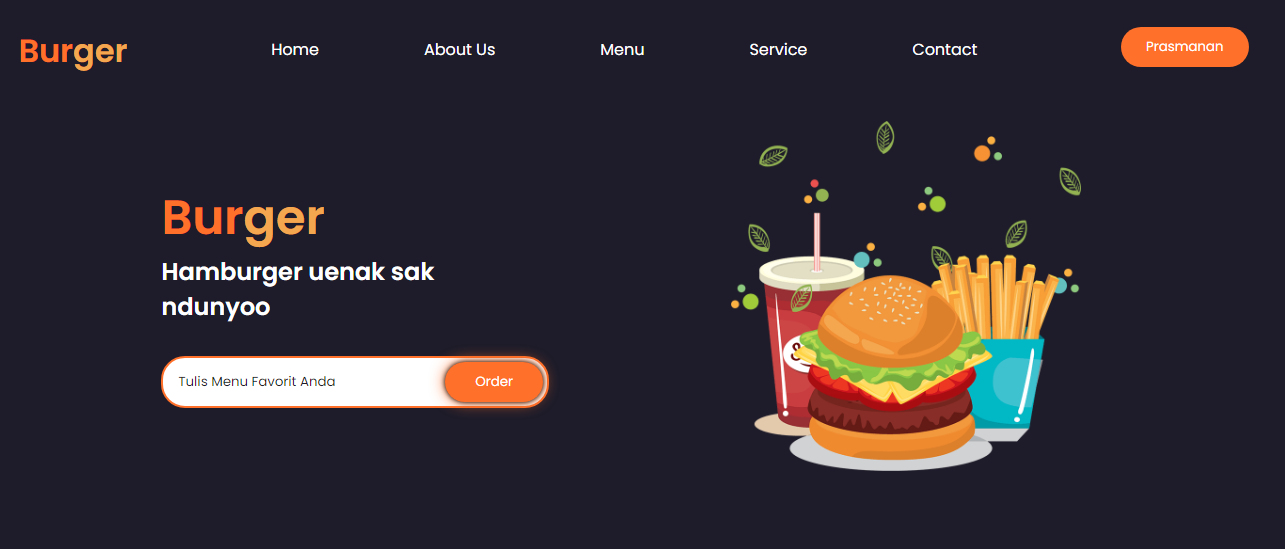 Burger
Home
About Us
Menu
Service
Contact
Prasmanan
Burger
Hamburger uenak sak
ndunyoo
Tulis Menu Favorit Anda
Order